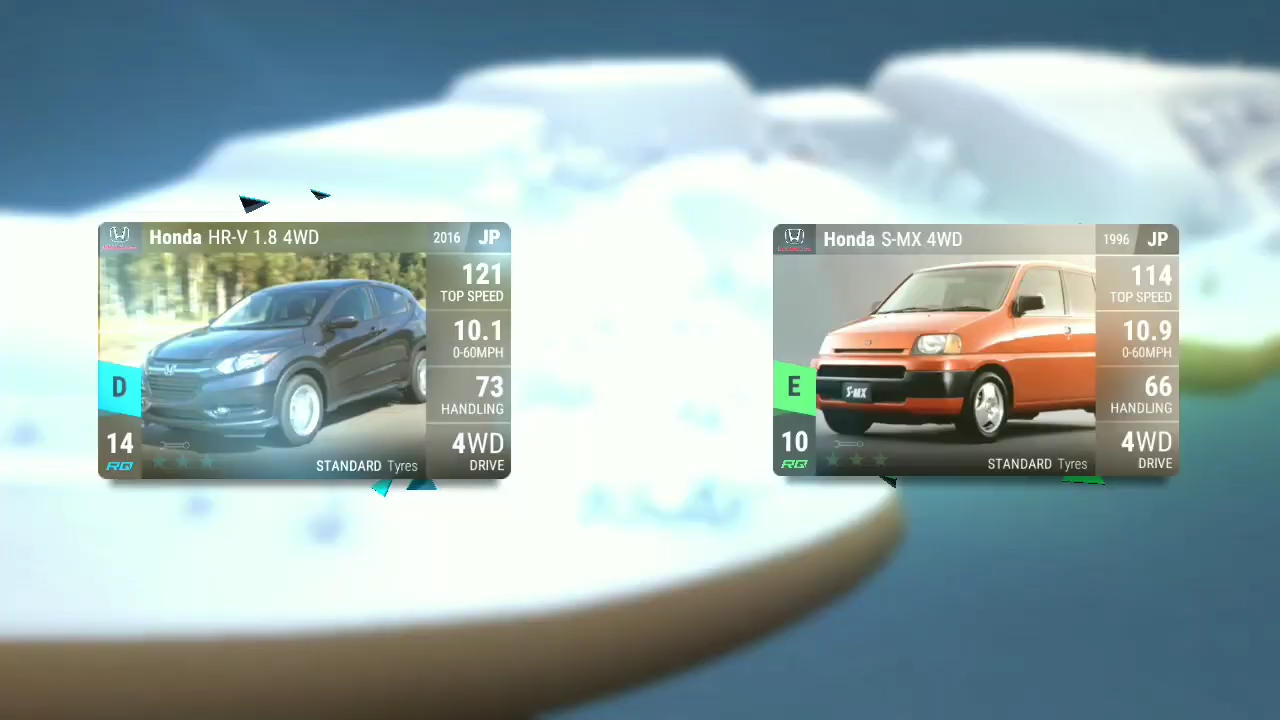 Honda HR-V 1.8 4WD 2016 JP
121
TOP SPEED
10.1
0-60MPH
73
HANDLING
4WD
DRIVE
D
14
RQ
STANDARD Tyres
Honda S-MX 4WD 1996 JP
114
TOP SPEED
10.9
0-60MPH
66
HANDLING
4WD
DRIVE
E
10
RQ
S-MX
STANDARD Tyres